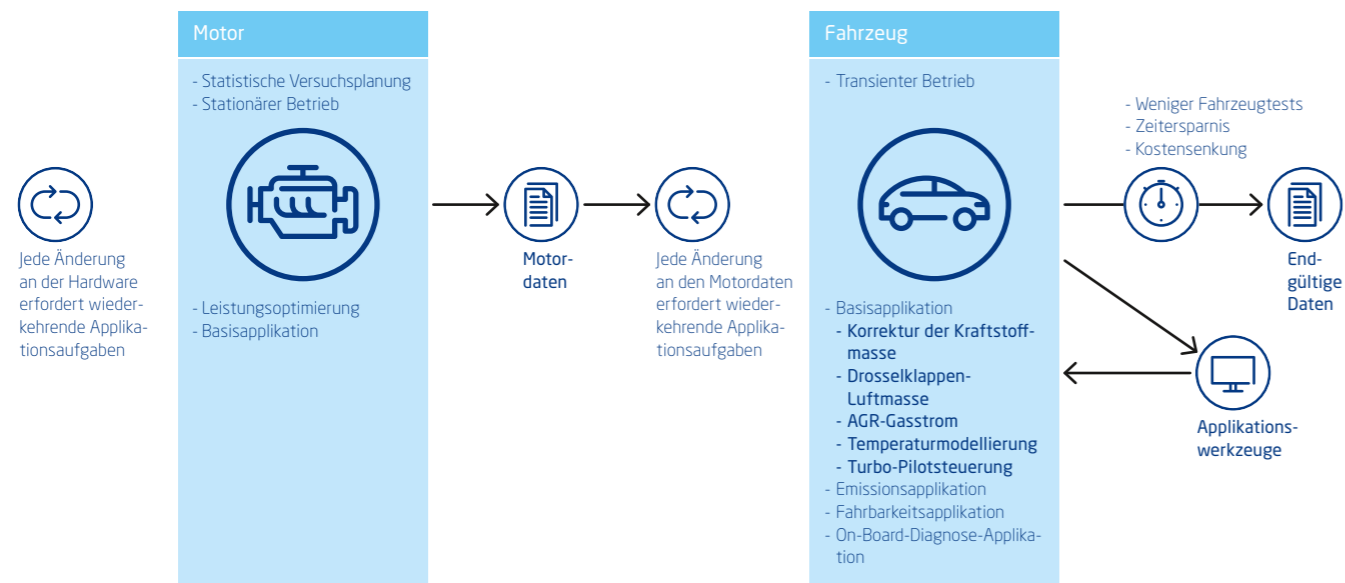 Motor
- Statistische Versuchsplanung
- Stationärer Betrieb
Jede Änderung
an der Hardware
erfordert wieder-
kehrende Applika-
tionsaufgaben
- Leistungsoptimierung
- Basisapplikation
Motor-
daten
Jede Änderung
an den Motordaten
erfordert wieder-
kehrende Applika-
tionsaufgaben
Fahrzeug
- Transienter Betrieb
- Basisapplikation
- Korrektur der Kraftstoff-
masse
- Drosselklappen-
Luftmasse
- AGR-Gasstrom
- Temperaturmodellierung
- Turbo-Pilotsteuerung
- Emissionsapplikation
- Fahrbarkeitsapplikation
- On-Board-Diagnose-Applika-
tion
- Weniger Fahrzeugtests
- Zeitersparnis
- Kostensenkung
End-
gültige
Daten
Applikations-
werkzeuge